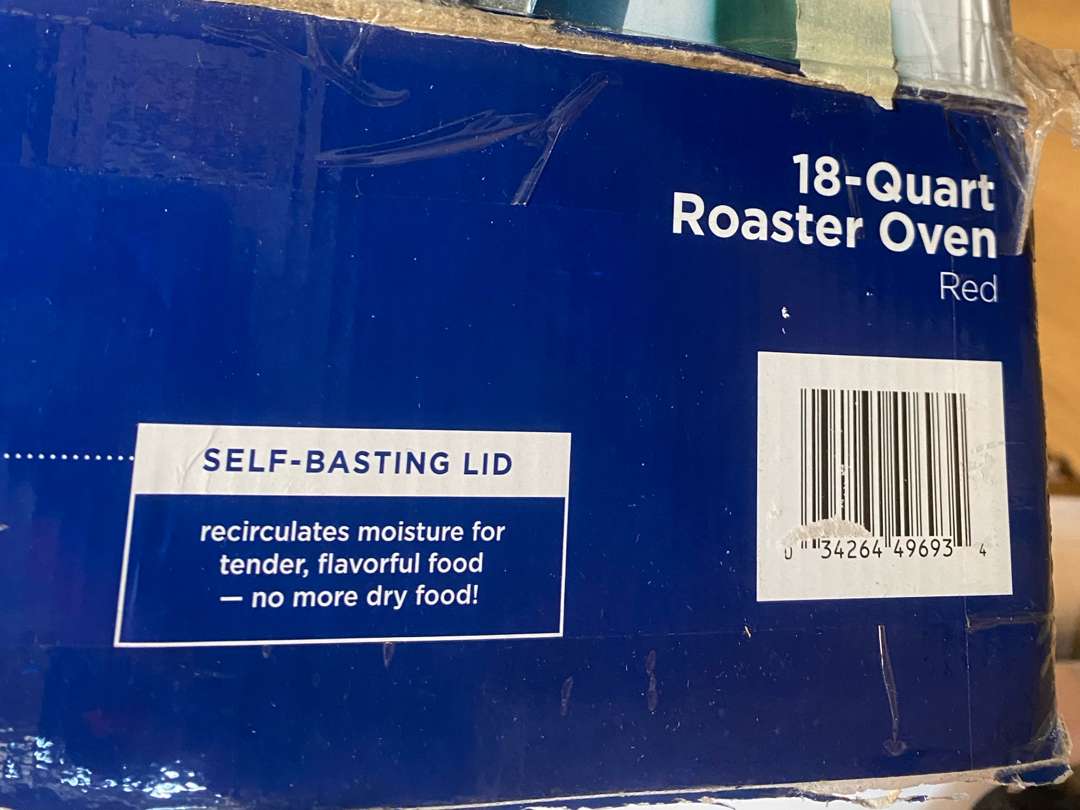 18-Quart
Roaster Oven
Red
SELF-BASTING LID
recirculates moisture for
tender, flavorful food
— no more dry food!
0 34264 49693 4